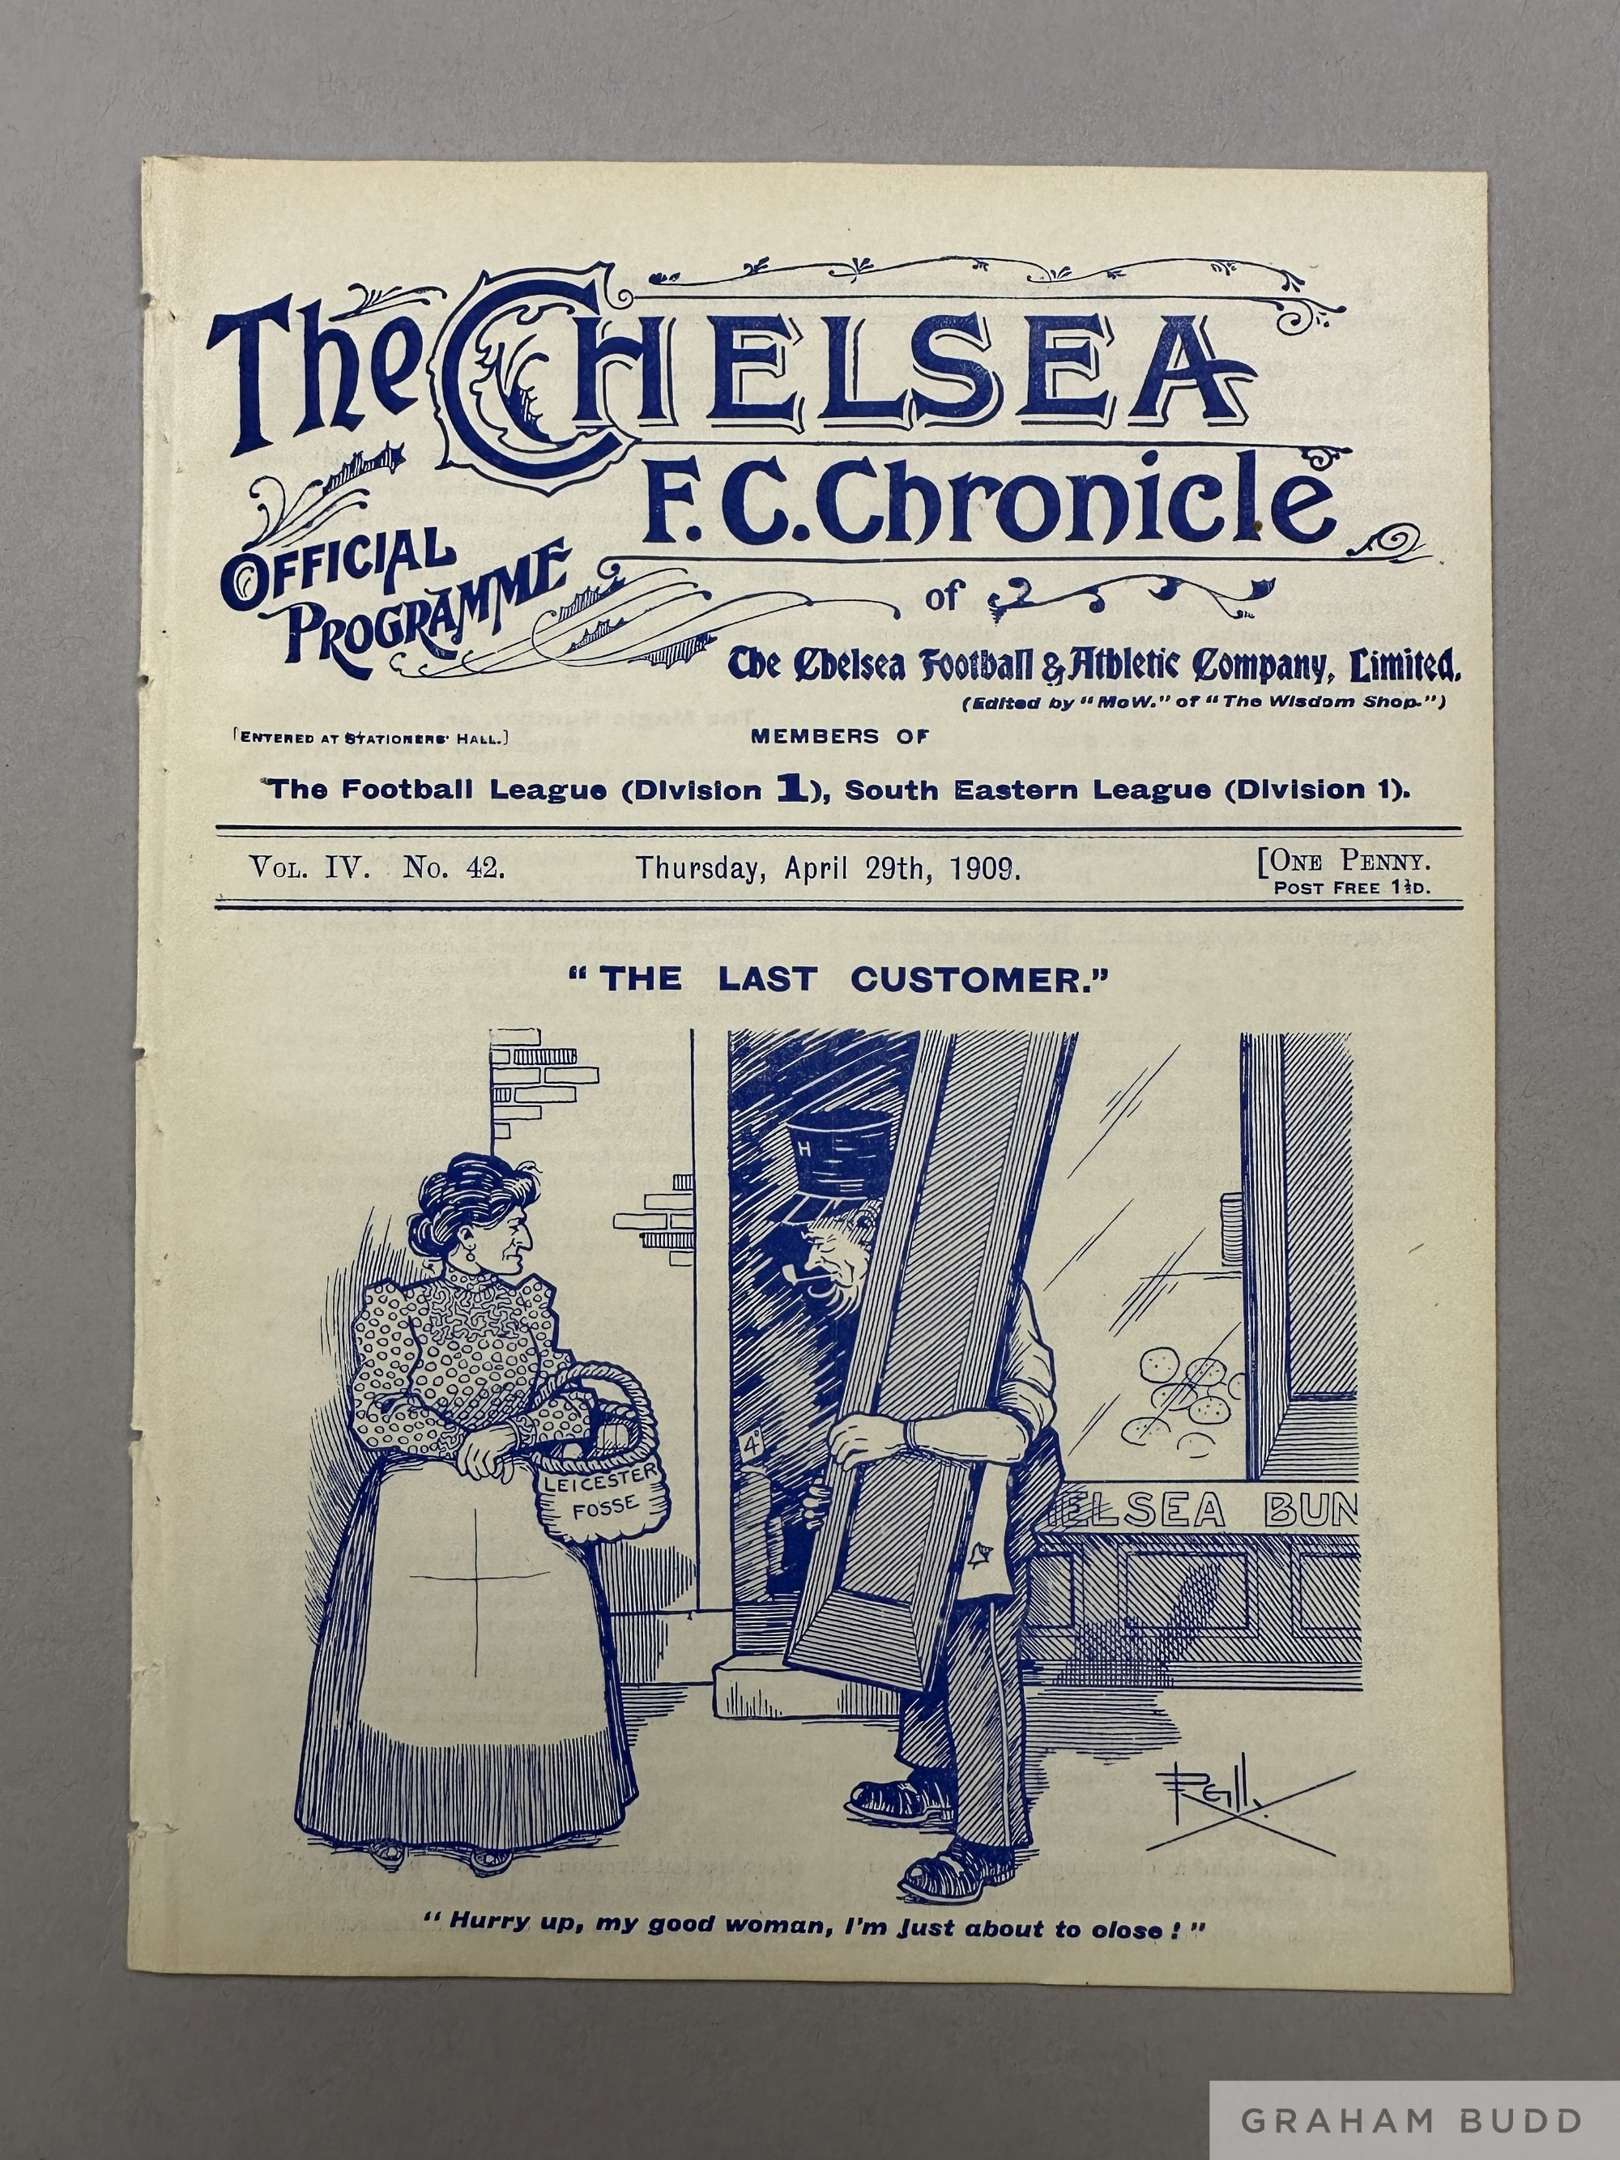 The CHELSEA
F.C. Chronicle
OFFICIAL
PROGRAMME
of
The Chelsea Football & Athletic Company, Limited.
(Edited by "McW." of "The Wisdom Shop.")
[ENTERED AT STATIONERS' HALL.]
MEMBERS OF
The Football League (Division 1), South Eastern League (Division 1).
VOL. IV. No. 42.
Thursday, April 29th, 1909.
[ONE PENNY.
POST FREE 1½D.
"THE LAST CUSTOMER."
H
4D
LEICESTER
FOSSE
ELSEA BUN
"Hurry up, my good woman, I'm just about to close!"
GRAHAM BUDD